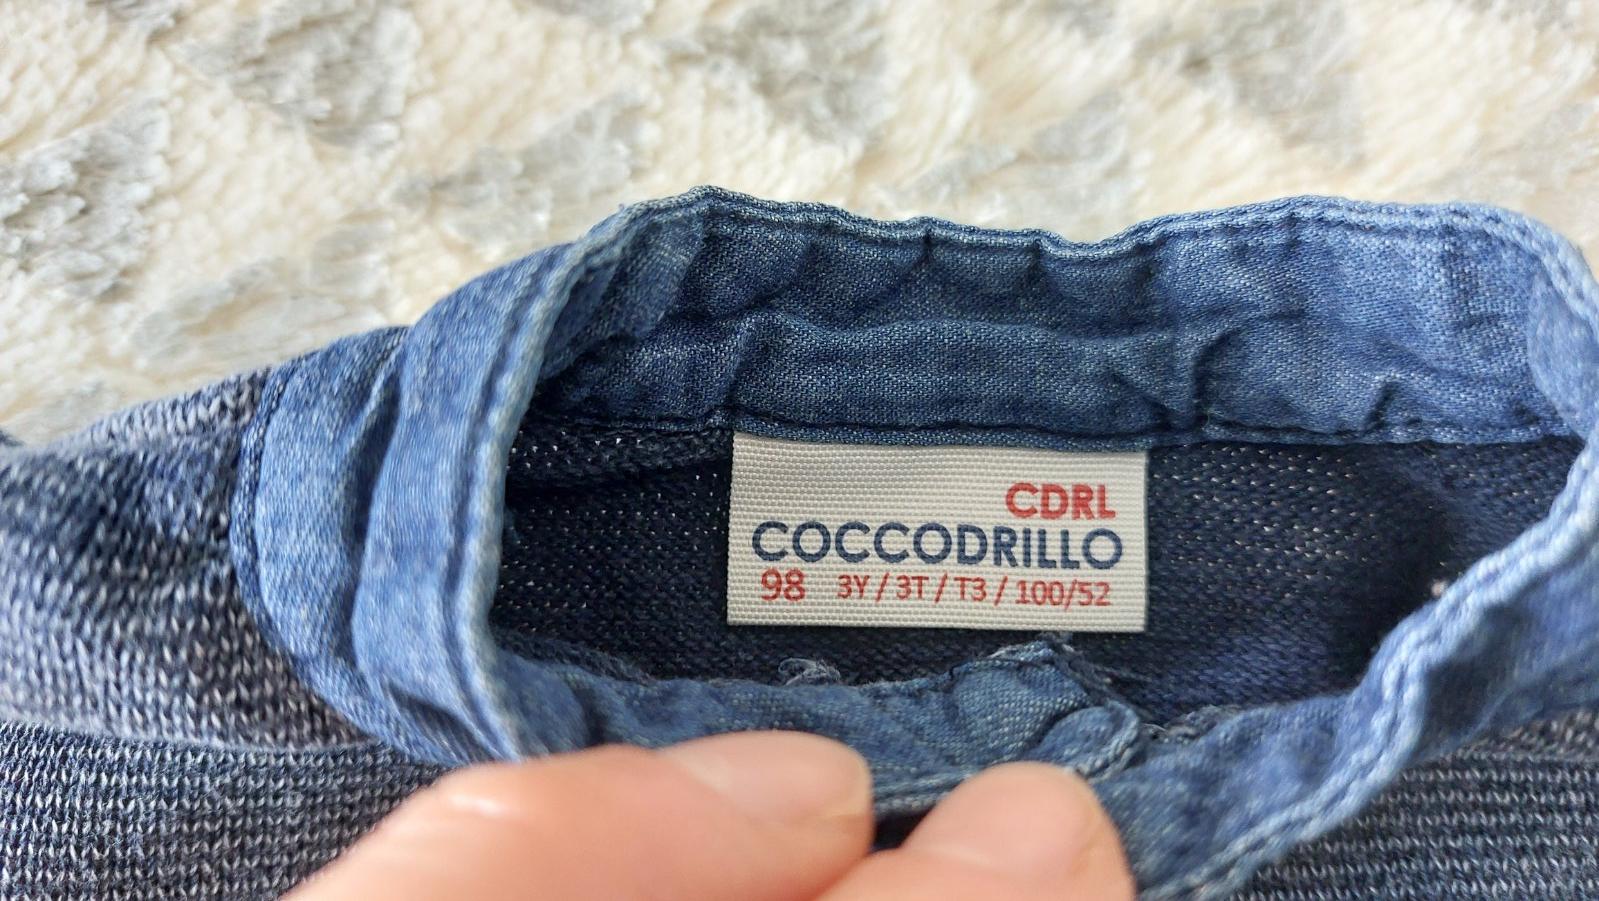 CDRL
COCCODRILLO
98 3Y / 3T / T3 / 100/52